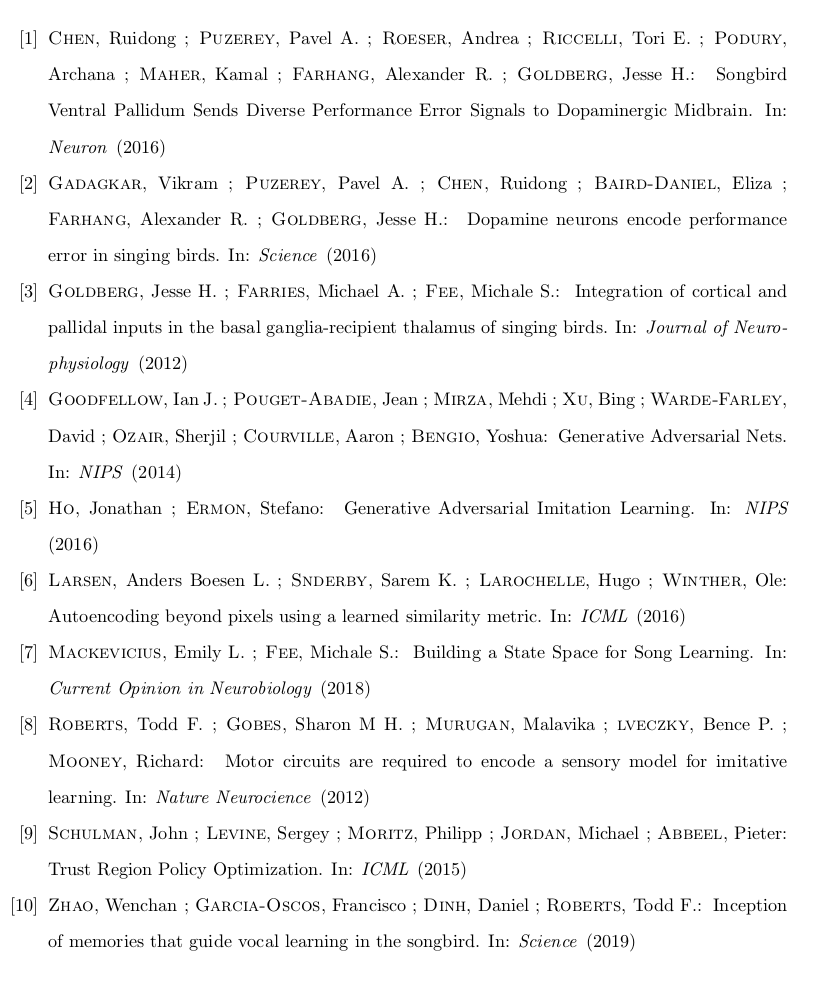 [1] Chen, Ruidong ; Puzerey, Pavel A. ; Roeser, Andrea ; Riccelli, Tori E. ; Podury,
Archana ; Maher, Kamal ; Farhang, Alexander R. ; Goldberg, Jesse H.: Songbird
Ventral Pallidum Sends Diverse Performance Error Signals to Dopaminergic Midbrain. In:
Neuron (2016)
[2] Gadagkar, Vikram ; Puzerey, Pavel A. ; Chen, Ruidong ; Baird-Daniel, Eliza ;
Farhang, Alexander R. ; Goldberg, Jesse H.: Dopamine neurons encode performance
error in singing birds. In: Science (2016)
[3] Goldberg, Jesse H. ; Farries, Michael A. ; Fee, Michale S.: Integration of cortical and
pallidal inputs in the basal ganglia-recipient thalamus of singing birds. In: Journal of Neuro-
physiology (2012)
[4] Goodfellow, Ian J. ; Pouget-Abadie, Jean ; Mirza, Mehdi ; Xu, Bing ; Warde-Farley,
David ; Ozair, Sherjil ; Courville, Aaron ; Bengio, Yoshua: Generative Adversarial Nets.
In: NIPS (2014)
[5] Ho, Jonathan ; Ermon, Stefano: Generative Adversarial Imitation Learning. In: NIPS
(2016)
[6] Larsen, Anders Boesen L. ; Snderby, Sarem K. ; Larochelle, Hugo ; Winther, Ole:
Autoencoding beyond pixels using a learned similarity metric. In: ICML (2016)
[7] Mackevicius, Emily L. ; Fee, Michale S.: Building a State Space for Song Learning. In:
Current Opinion in Neurobiology (2018)
[8] Roberts, Todd F. ; Gobes, Sharon M H. ; Murugan, Malavika ; lveczky, Bence P. ;
Mooney, Richard: Motor circuits are required to encode a sensory model for imitative
learning. In: Nature Neurocience (2012)
[9] Schulman, John ; Levine, Sergey ; Moritz, Philipp ; Jordan, Michael ; Abbeel, Pieter:
Trust Region Policy Optimization. In: ICML (2015)
[10] Zhao, Wenchan ; Garcia-Oscos, Francisco ; Dinh, Daniel ; Roberts, Todd F.: Inception
of memories that guide vocal learning in the songbird. In: Science (2019)